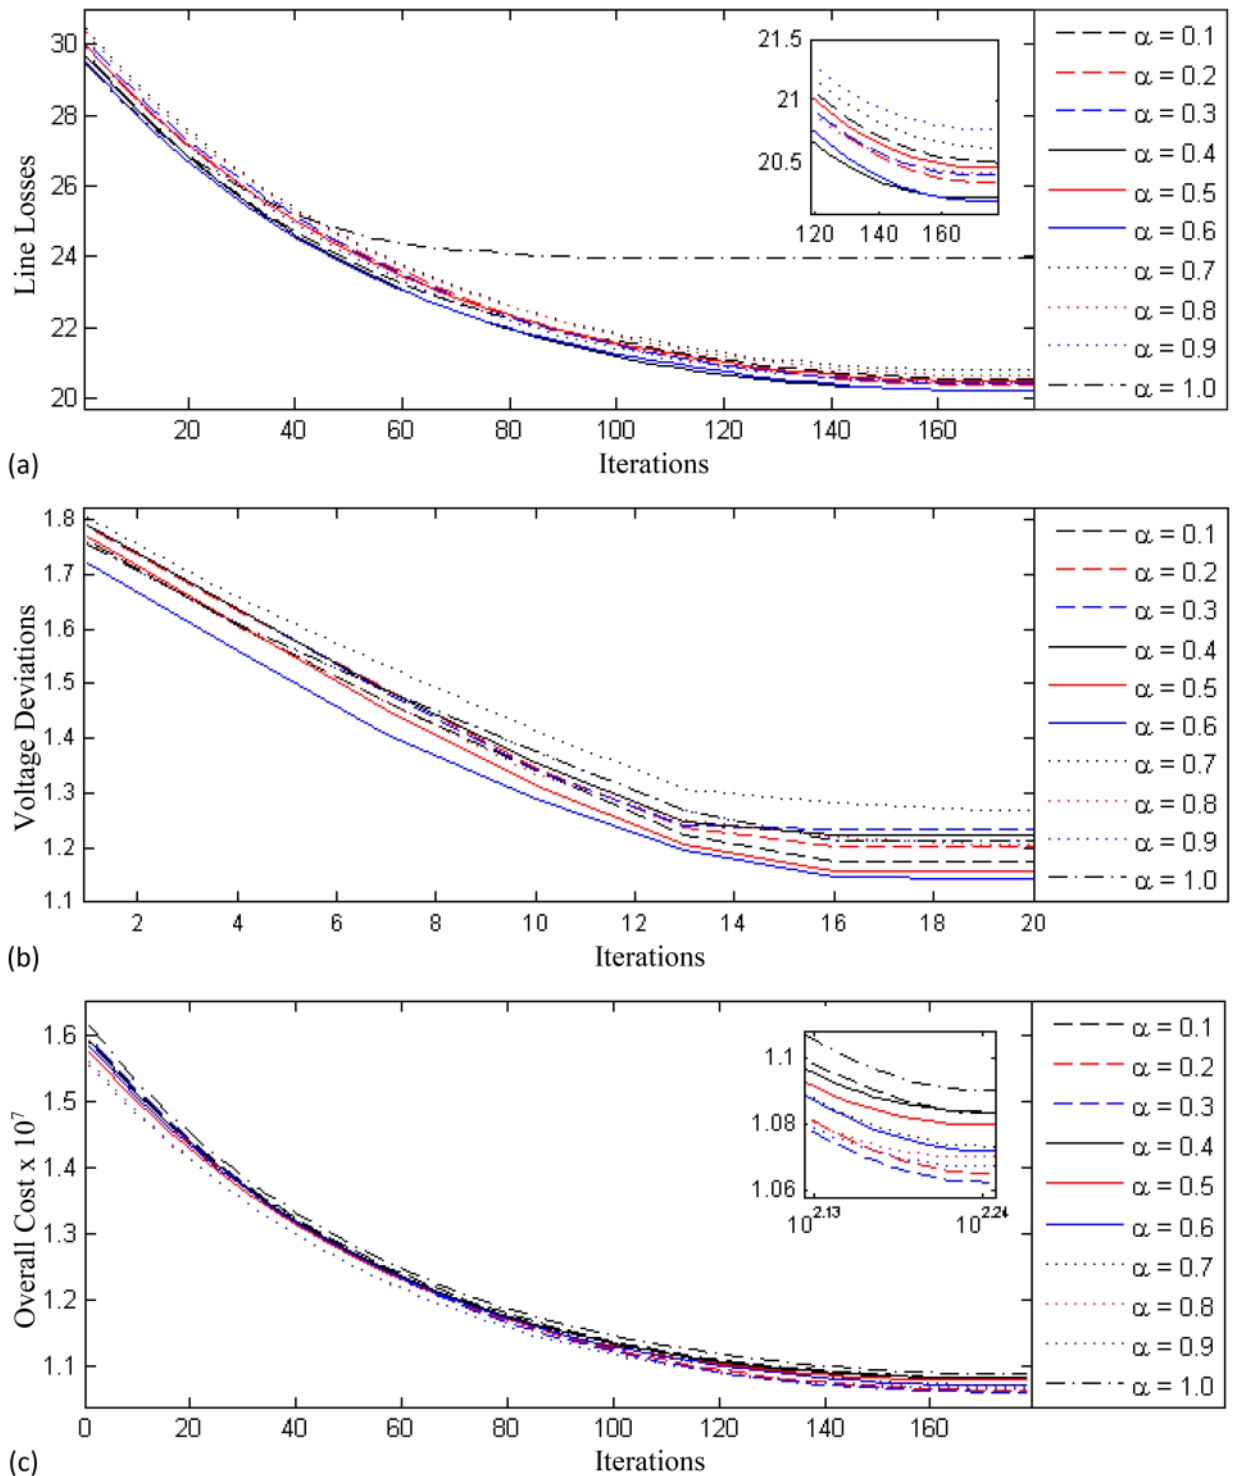 30
28
26
24
22
20
Line Losses
20 40 60 80 100 120 140 160
Iterations
(a)
21.5
21
20.5
120 140 160
α = 0.1
α = 0.2
α = 0.3
α = 0.4
α = 0.5
α = 0.6
α = 0.7
α = 0.8
α = 0.9
α = 1.0
1.8
1.7
1.6
1.5
1.4
1.3
1.2
1.1
Voltage Deviations
2 4 6 8 10 12 14 16 18 20
Iterations
(b)
α = 0.1
α = 0.2
α = 0.3
α = 0.4
α = 0.5
α = 0.6
α = 0.7
α = 0.8
α = 0.9
α = 1.0
1.6
1.5
1.4
1.3
1.2
1.1
Overall Cost x 10⁷
0 20 40 60 80 100 120 140 160
Iterations
(c)
1.1
1.08
1.06
10^2.13 10^2.24
α = 0.1
α = 0.2
α = 0.3
α = 0.4
α = 0.5
α = 0.6
α = 0.7
α = 0.8
α = 0.9
α = 1.0